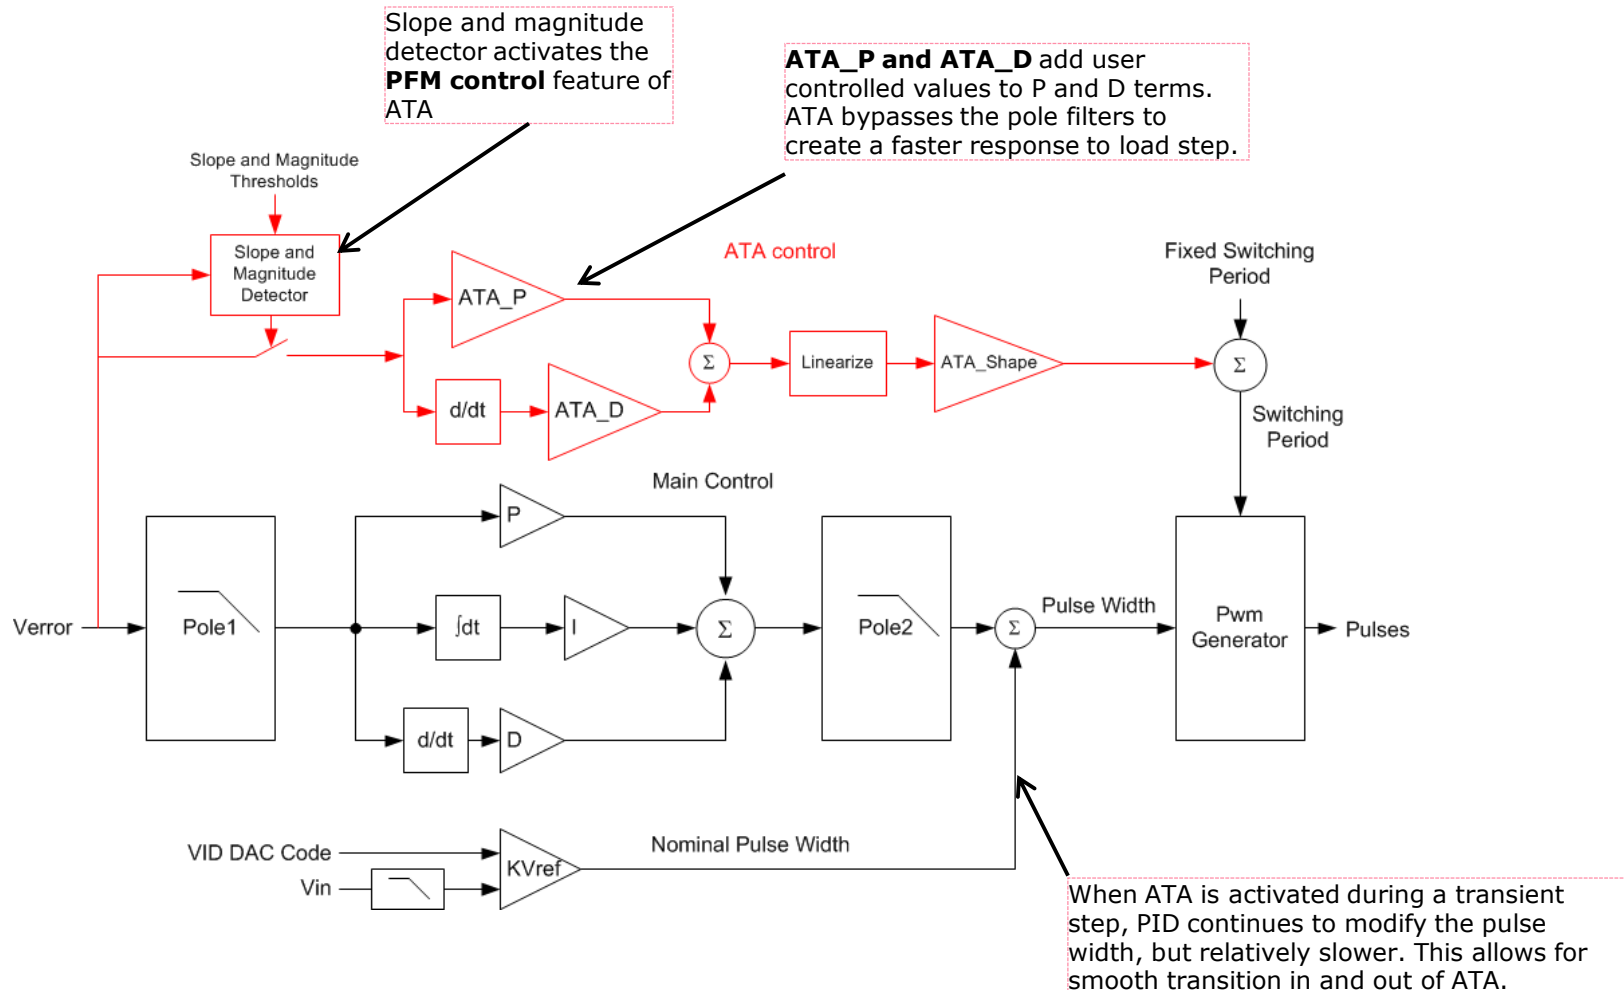 Slope and magnitude
detector activates the
PFM control feature of
ATA
ATA_P and ATA_D add user
controlled values to P and D terms.
ATA bypasses the pole filters to
create a faster response to load step.
Slope and Magnitude
Thresholds
Slope and
Magnitude
Detector
ATA control
Fixed Switching
Period
ATA_P
Σ
Linearize
ATA_Shape
Σ
d/dt
ATA_D
Switching
Period
Main Control
P
Verror
Pole1
∫dt
I
Σ
Pole2
Σ
Pulse Width
Pwm
Generator
Pulses
d/dt
D
VID DAC Code
Vin
KVref
Nominal Pulse Width
When ATA is activated during a transient
step, PID continues to modify the pulse
width, but relatively slower. This allows for
smooth transition in and out of ATA.